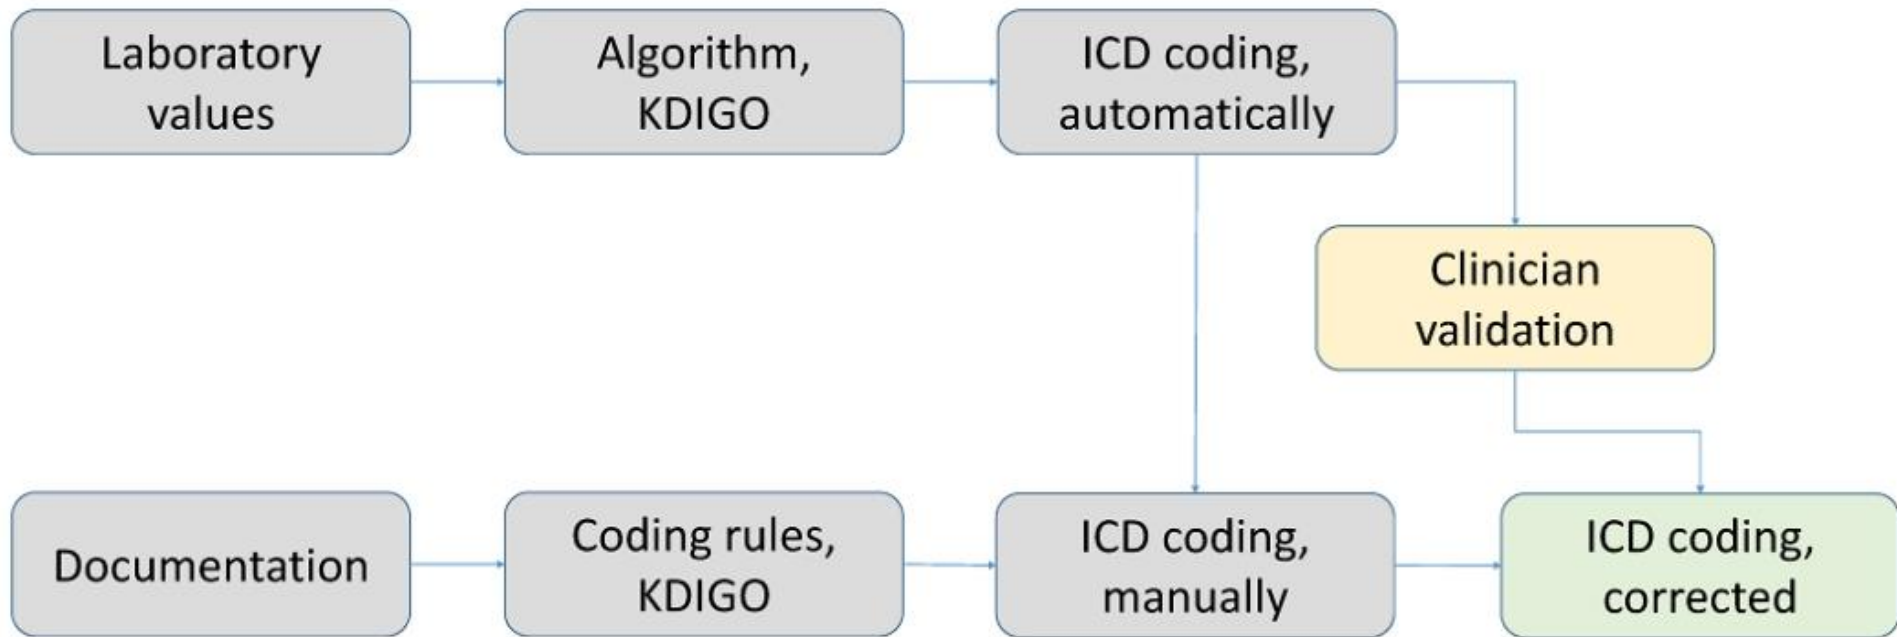 Laboratory
values
Algorithm,
KDIGO
ICD coding,
automatically
Clinician
validation
Documentation
Coding rules,
KDIGO
ICD coding,
manually
ICD coding,
corrected